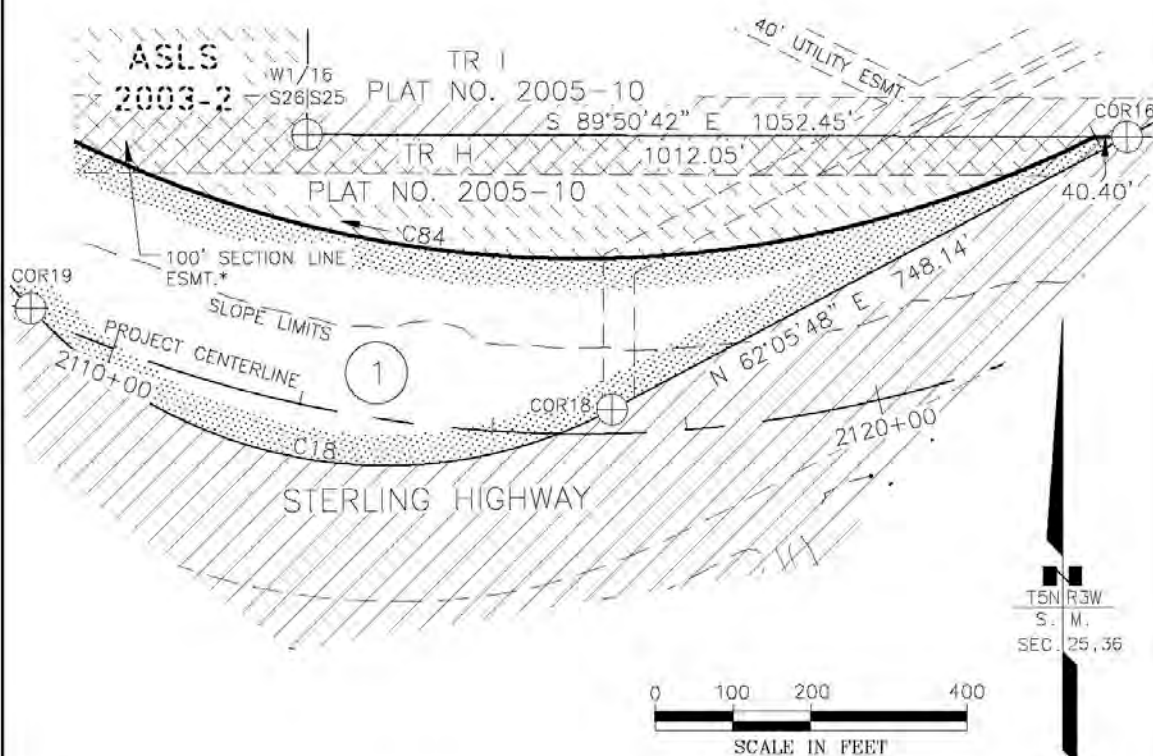 ASLS
2003-2
W1/16
S26|S25
TR I
PLAT NO. 2005-10
40' UTILITY ESMT.
S 89°50'42" E 1052.45'
COR16
TR H
1012.05'
PLAT NO. 2005-10
40.40'
C84
100' SECTION LINE
ESMT.*
COR19
SLOPE LIMITS
N 62°05'48" E 748.14'
PROJECT CENTERLINE
2110+00
1
COR18
2120+00
C18
STERLING HIGHWAY
T5N R3W
S. M.
SEC. 25,36
0 100 200 400
SCALE IN FEET